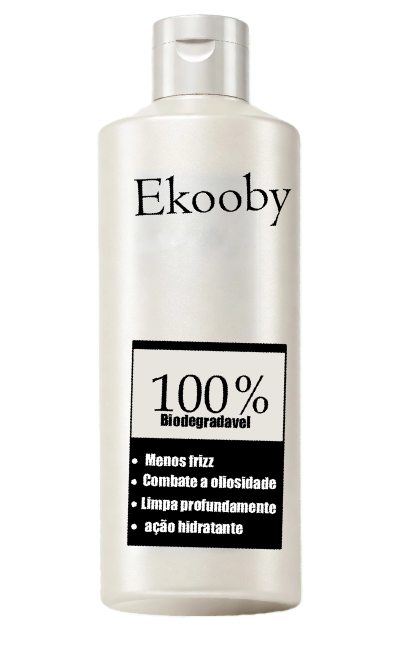 Ekooby
100%
Biodegradavel
• Menos frizz
• Combate a oliosidade
• Limpa profundamente
• ação hidratante